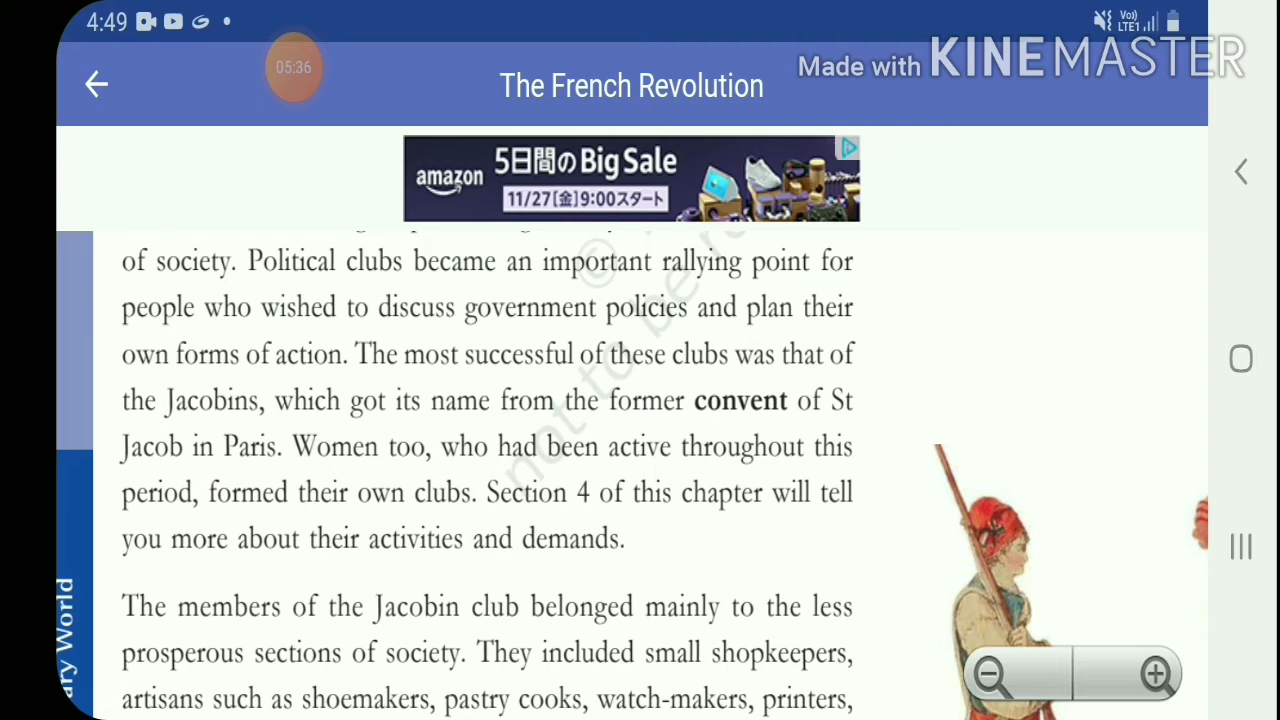 4:49
Vo)) LTE1
05:36
The French Revolution
Made with KINEMASTER
amazon
5日間のBig Sale
11/27[金]9:00スタート
of society. Political clubs became an important rallying point for
people who wished to discuss government policies and plan their
own forms of action. The most successful of these clubs was that of
the Jacobins, which got its name from the former convent of St
Jacob in Paris. Women too, who had been active throughout this
period, formed their own clubs. Section 4 of this chapter will tell
you more about their activities and demands.
The members of the Jacobin club belonged mainly to the less
prosperous sections of society. They included small shopkeepers,
artisans such as shoemakers, pastry cooks, watch-makers, printers,
© not to be re
ary World